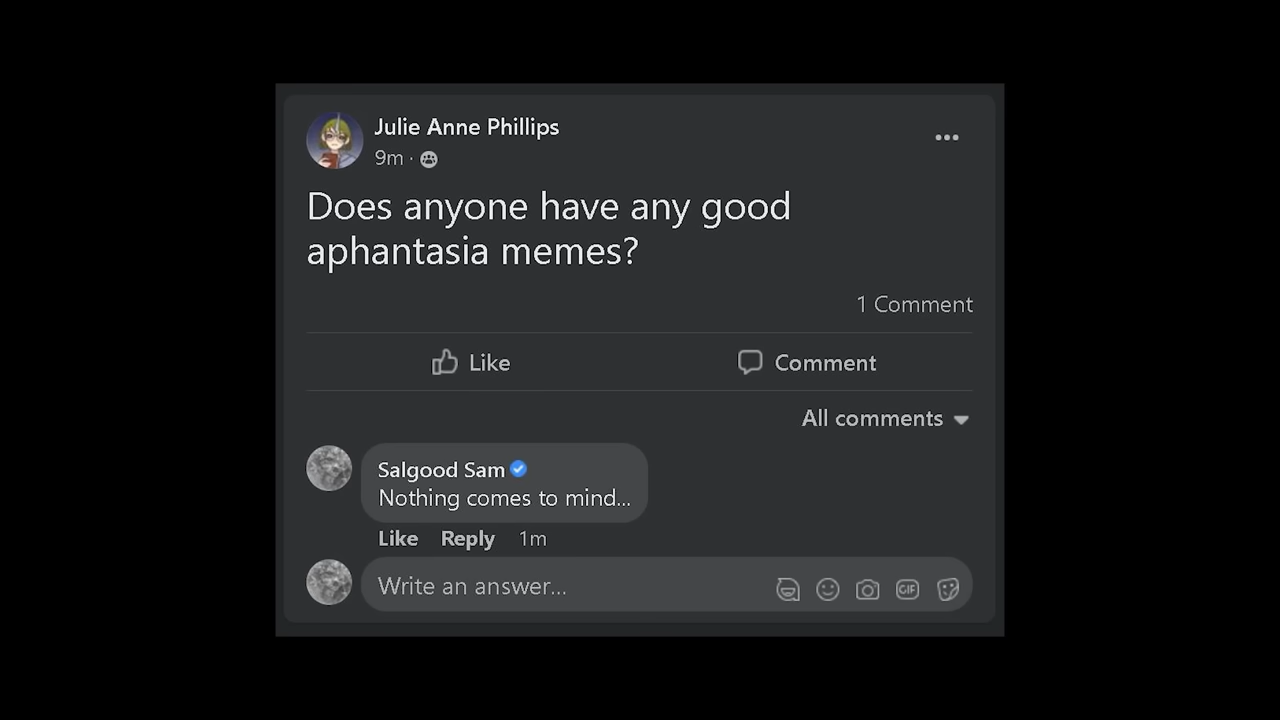 Julie Anne Phillips
9m ·
Does anyone have any good
aphantasia memes?
1 Comment
Like Comment
All comments
Salgood Sam
Nothing comes to mind...
Like Reply 1m
Write an answer...
GIF